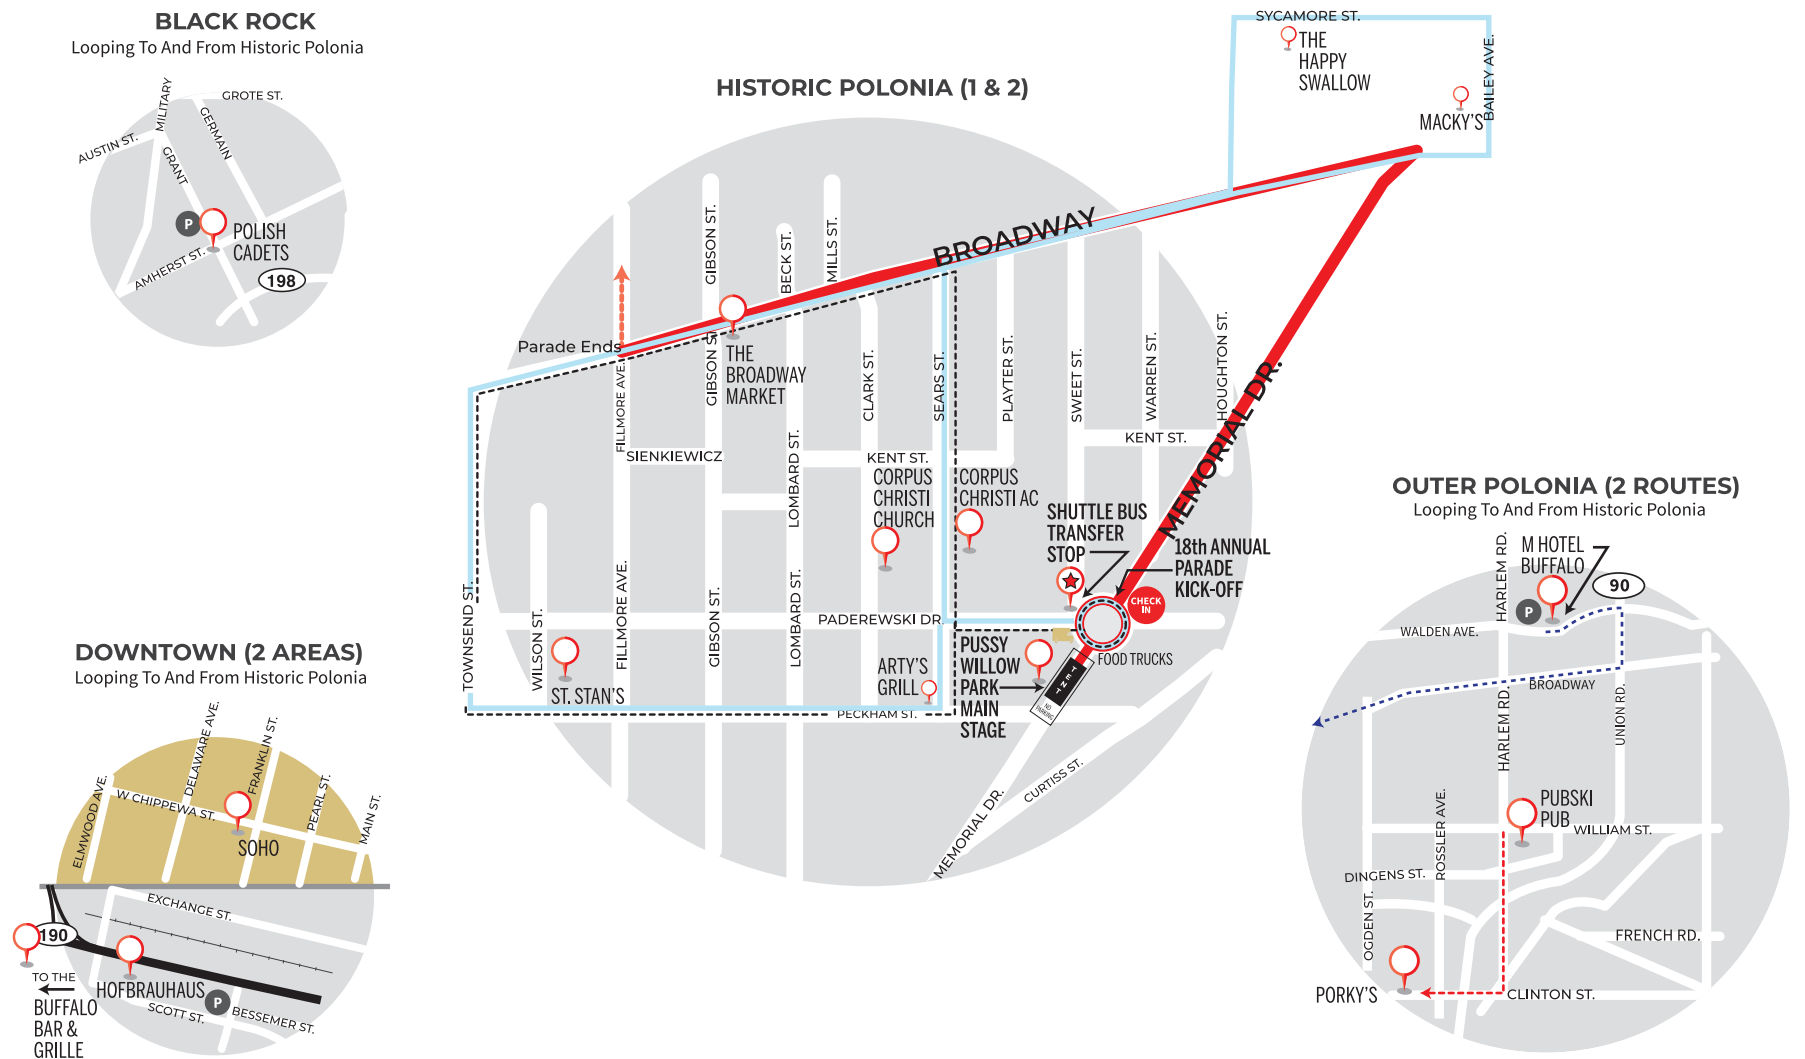 BLACK ROCK
Looping To And From Historic Polonia
MILITARY
GROTE ST.
GERMAIN
AUSTIN ST.
GRANT
P
POLISH
CADETS
AMHERST ST.
198
HISTORIC POLONIA (1 & 2)
SYCAMORE ST.
THE
HAPPY
SWALLOW
BAILEY AVE.
MACKY'S
BROADWAY
GIBSON ST.
BECK ST.
MILLS ST.
Parade Ends
THE
BROADWAY
MARKET
FILLMORE AVE.
GIBSON ST.
CLARK ST.
SEARS ST.
PLAYTER ST.
SWEET ST.
WARREN ST.
HOUGHTON ST.
MEMORIAL DR.
SIENKIEWICZ
LOMBARD ST.
KENT ST.
KENT ST.
CORPUS
CHRISTI
CHURCH
CORPUS
CHRISTI AC
SHUTTLE BUS
TRANSFER
STOP
18th ANNUAL
PARADE
KICK-OFF
CHECK
IN
TOWNSEND ST.
WILSON ST.
FILLMORE AVE.
GIBSON ST.
LOMBARD ST.
PADEREWSKI DR.
ST. STAN'S
ARTY'S
GRILL
PECKHAM ST.
PUSSY
WILLOW
PARK
MAIN
STAGE
FOOD TRUCKS
TENT
NO
PARKING
CURTISS ST.
MEMORIAL DR.
OUTER POLONIA (2 ROUTES)
Looping To And From Historic Polonia
HARLEM RD.
M HOTEL
BUFFALO
90
P
WALDEN AVE.
BROADWAY
HARLEM RD.
UNION RD.
PUBSKI
PUB
WILLIAM ST.
ROSSLER AVE.
DINGENS ST.
OGDEN ST.
FRENCH RD.
PORKY'S
CLINTON ST.
DOWNTOWN (2 AREAS)
Looping To And From Historic Polonia
ELMWOOD AVE.
DELAWARE AVE.
FRANKLIN ST.
W CHIPPEWA ST.
PEARL ST.
MAIN ST.
SOHO
EXCHANGE ST.
190
TO THE
BUFFALO
BAR &
GRILLE
HOFBRAUHAUS
P
SCOTT ST.
BESSEMER ST.